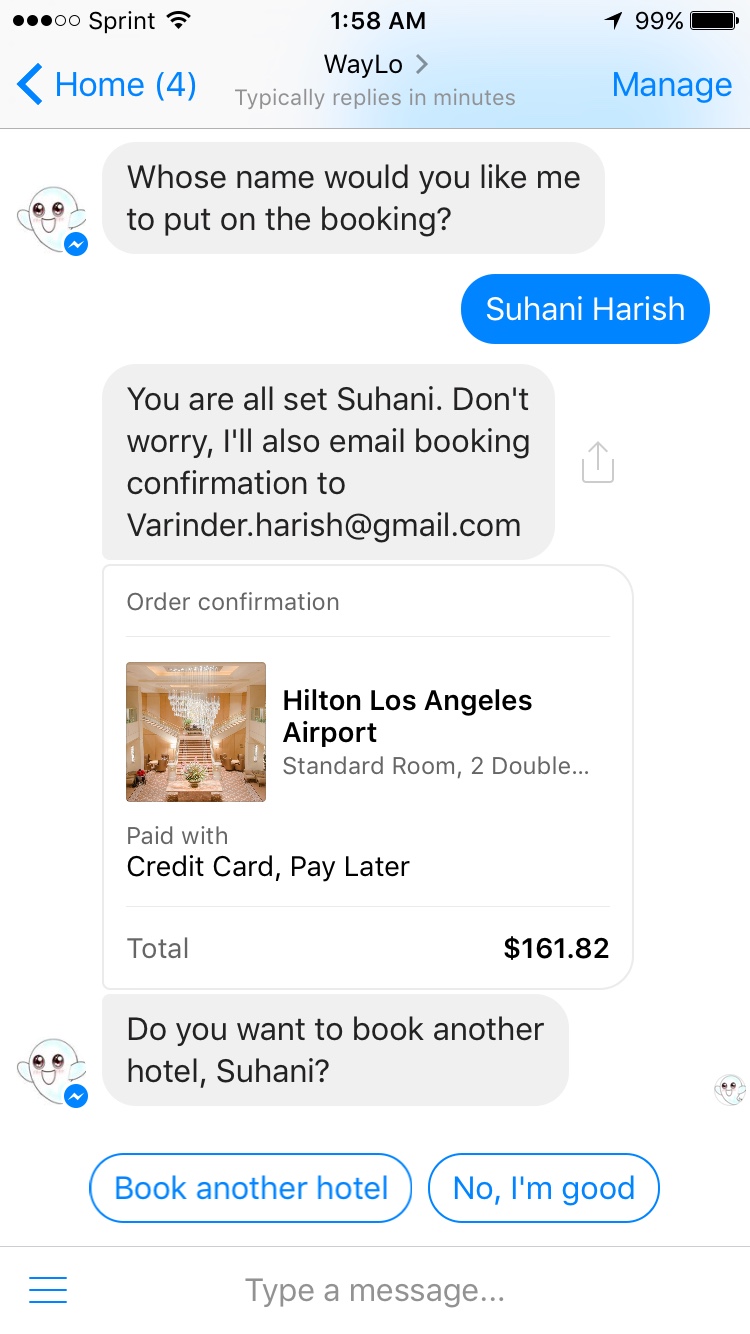 Sprint 1:58 AM 99%
WayLo
Home (4) Typically replies in minutes Manage
Whose name would you like me
to put on the booking?
Suhani Harish
You are all set Suhani. Don't
worry, I'll also email booking
confirmation to
Varinder.harish@gmail.com
Order confirmation
Hilton Los Angeles
Airport
Standard Room, 2 Double...
Paid with
Credit Card, Pay Later
Total $161.82
Do you want to book another
hotel, Suhani?
Book another hotel No, I'm good
Type a message...